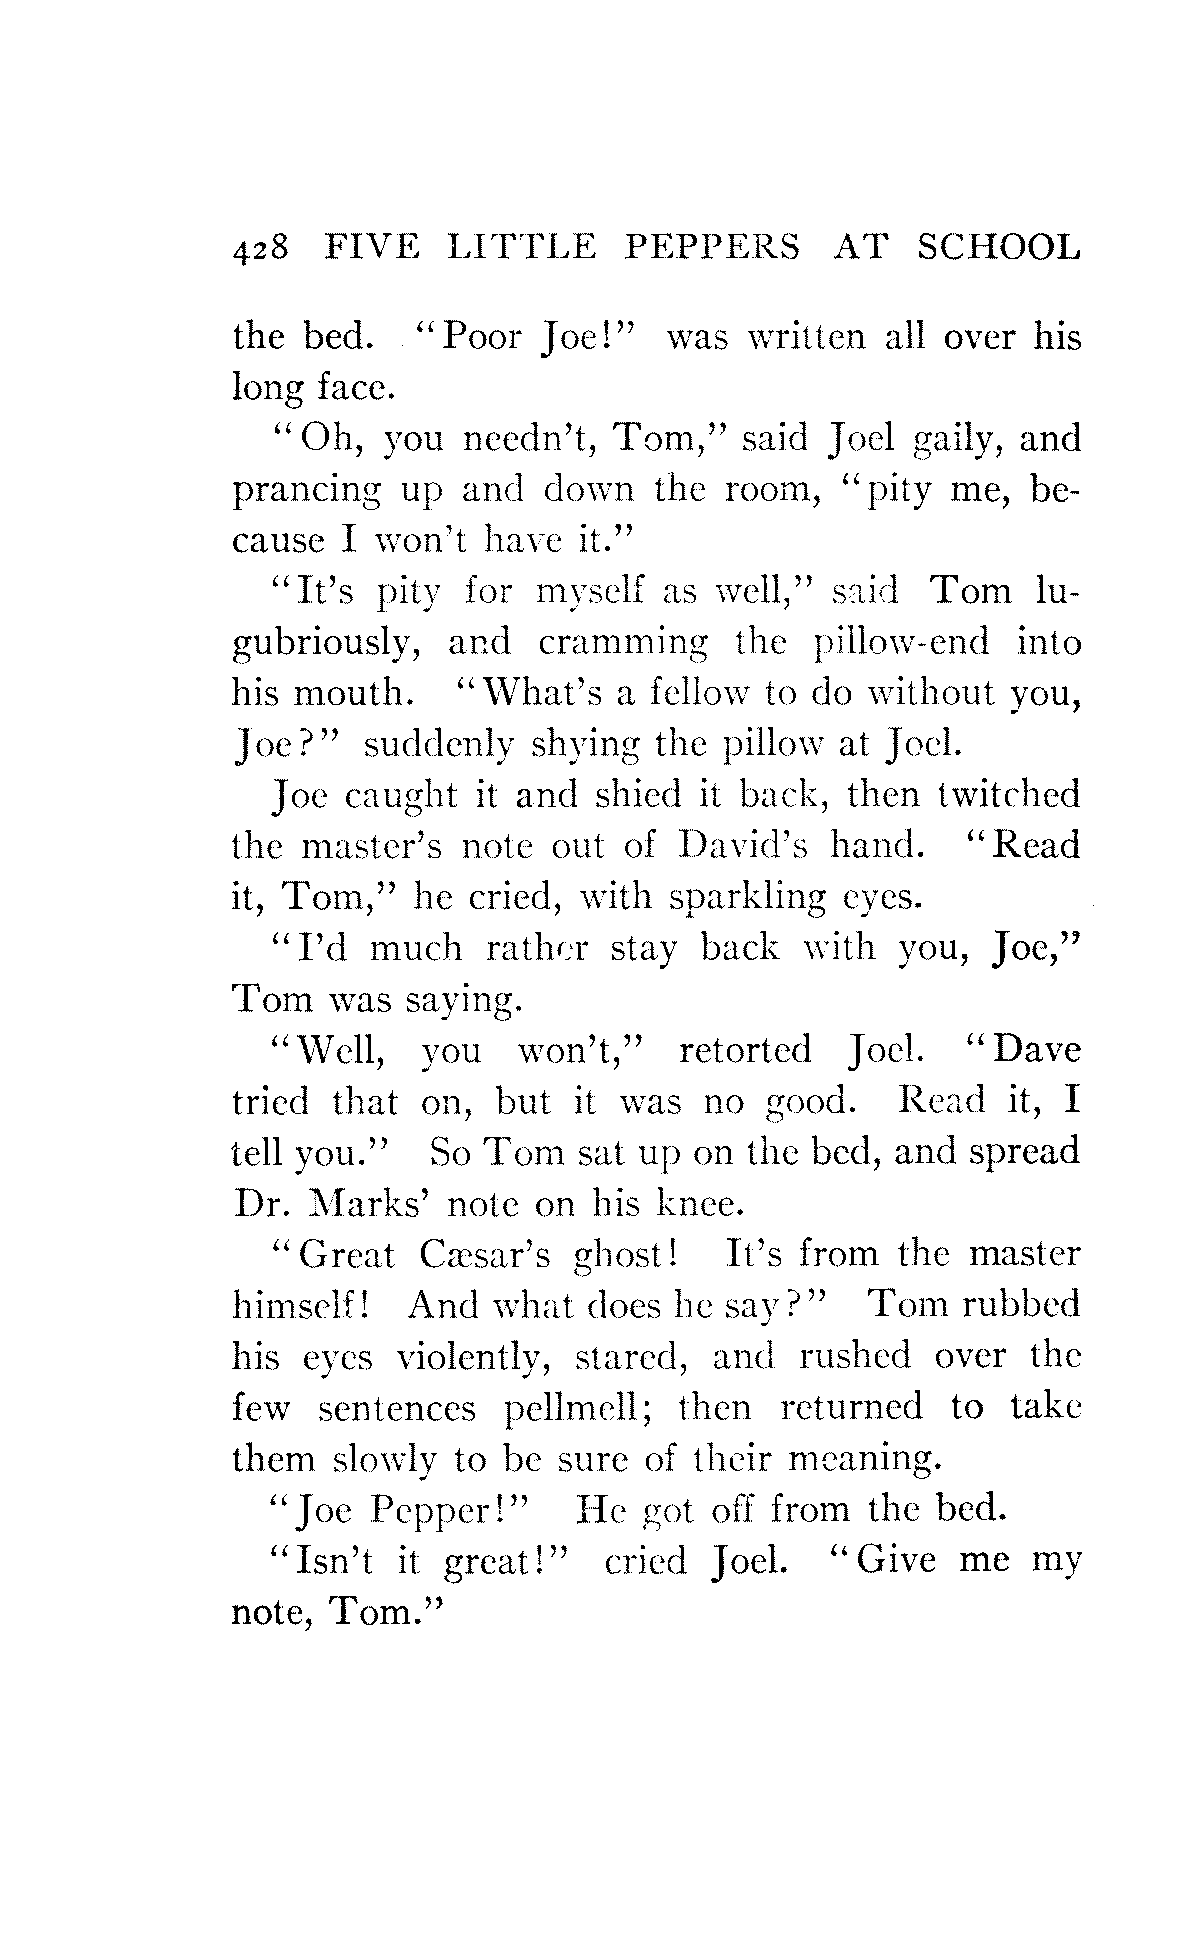 428 FIVE LITTLE PEPPERS AT SCHOOL
the bed. "Poor Joe!" was written all over his
long face.
"Oh, you needn't, Tom," said Joel gaily, and
prancing up and down the room, "pity me, be-
cause I won't have it."
"It's pity for myself as well," said Tom lu-
gubriously, and cramming the pillow-end into
his mouth. "What's a fellow to do without you,
Joe?" suddenly shying the pillow at Joel.
Joe caught it and shied it back, then twitched
the master's note out of David's hand. "Read
it, Tom," he cried, with sparkling eyes.
"I'd much rather stay back with you, Joe,"
Tom was saying.
"Well, you won't," retorted Joel. "Dave
tried that on, but it was no good. Read it, I
tell you." So Tom sat up on the bed, and spread
Dr. Marks' note on his knee.
"Great Cæsar's ghost! It's from the master
himself! And what does he say?" Tom rubbed
his eyes violently, stared, and rushed over the
few sentences pellmell; then returned to take
them slowly to be sure of their meaning.
"Joe Pepper!" He got off from the bed.
"Isn't it great!" cried Joel. "Give me my
note, Tom."